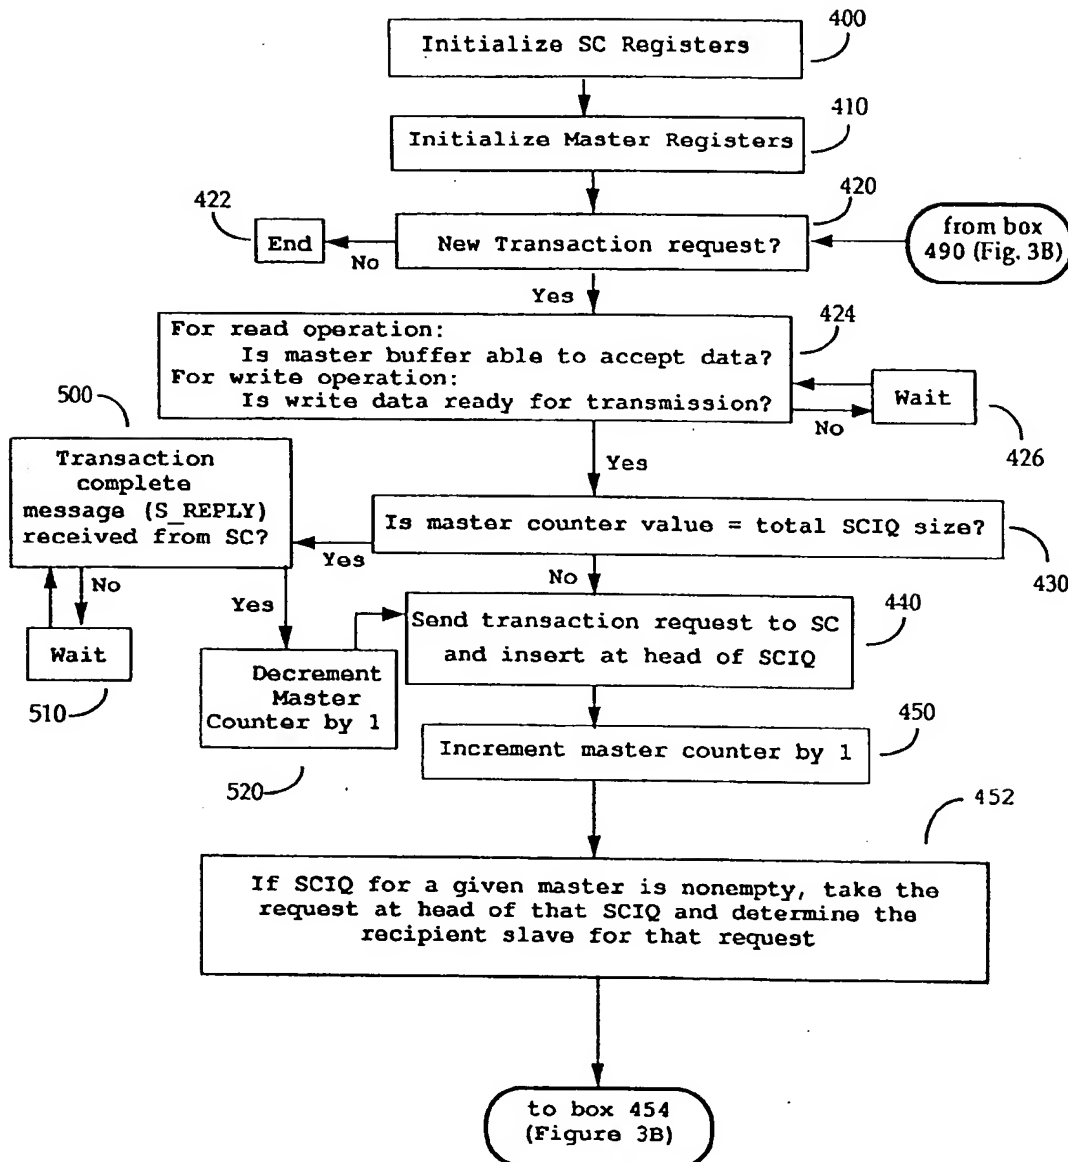 Initialize SC Registers
400
Initialize Master Registers
410
420
422
End
No
New Transaction request?
from box
490 (Fig. 3B)
Yes
For read operation:
Is master buffer able to accept data?
For write operation:
Is write data ready for transmission?
424
Wait
No
426
500
Transaction
complete
message (S_REPLY)
received from SC?
Yes
Is master counter value = total SCIQ size?
Yes
430
No
No
Yes
Wait
510
Send transaction request to SC
and insert at head of SCIQ
440
Decrement
Master
Counter by 1
520
Increment master counter by 1
450
452
If SCIQ for a given master is nonempty, take the
request at head of that SCIQ and determine the
recipient slave for that request
to box 454
(Figure 3B)